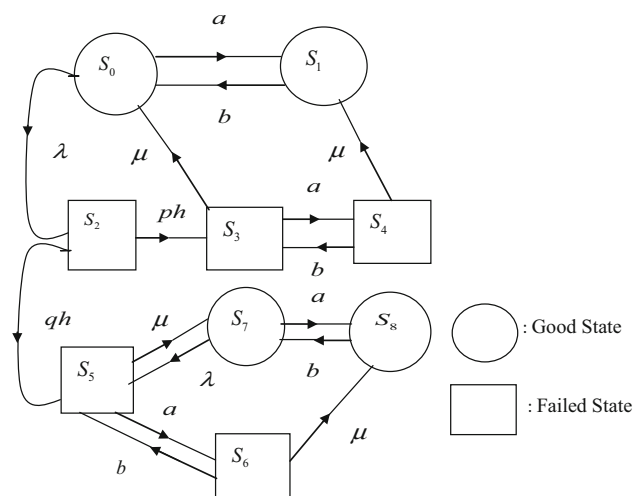 a
S₀
S₁
b
λ
μ
μ
a
S₂
ph
S₃
S₄
b
a
qh
μ
S₇
S₈
: Good State
S₅
λ
b
a
: Failed State
S₆
μ
b